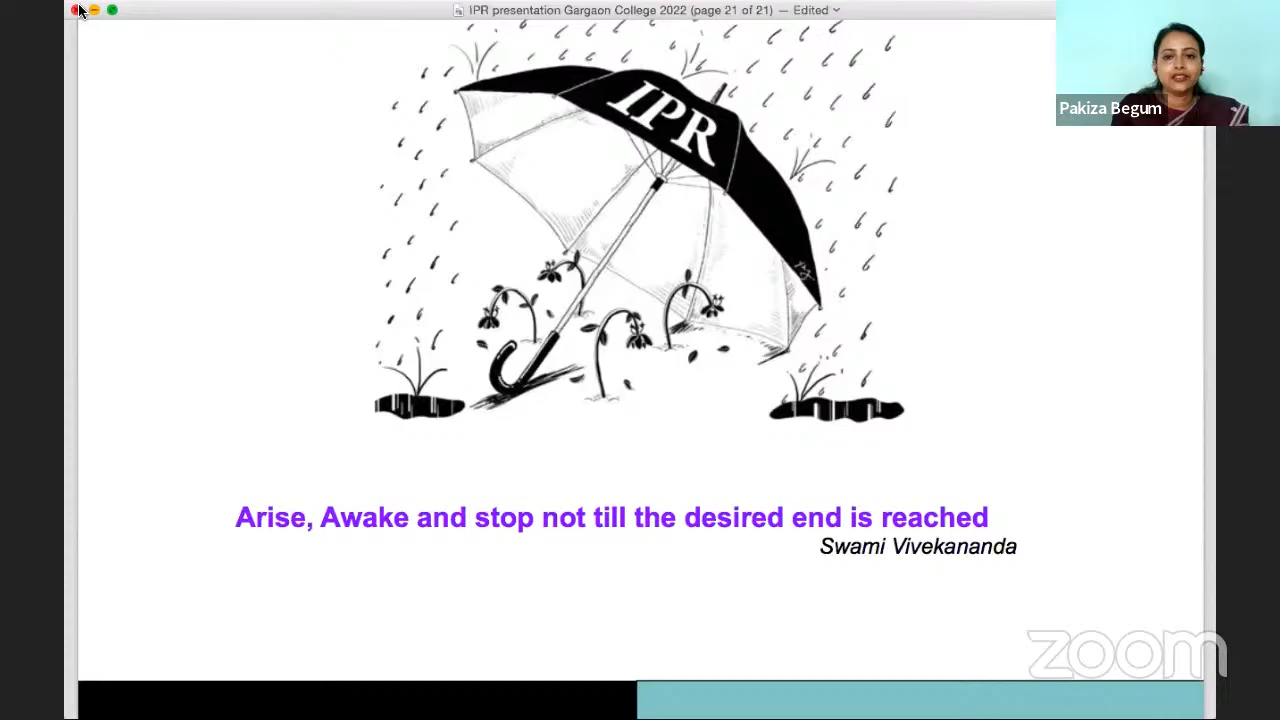 IPR presentation Gargaon College 2022 (page 21 of 21) — Edited
Pakiza Begum
IPR
Arise, Awake and stop not till the desired end is reached
Swami Vivekananda
zoom